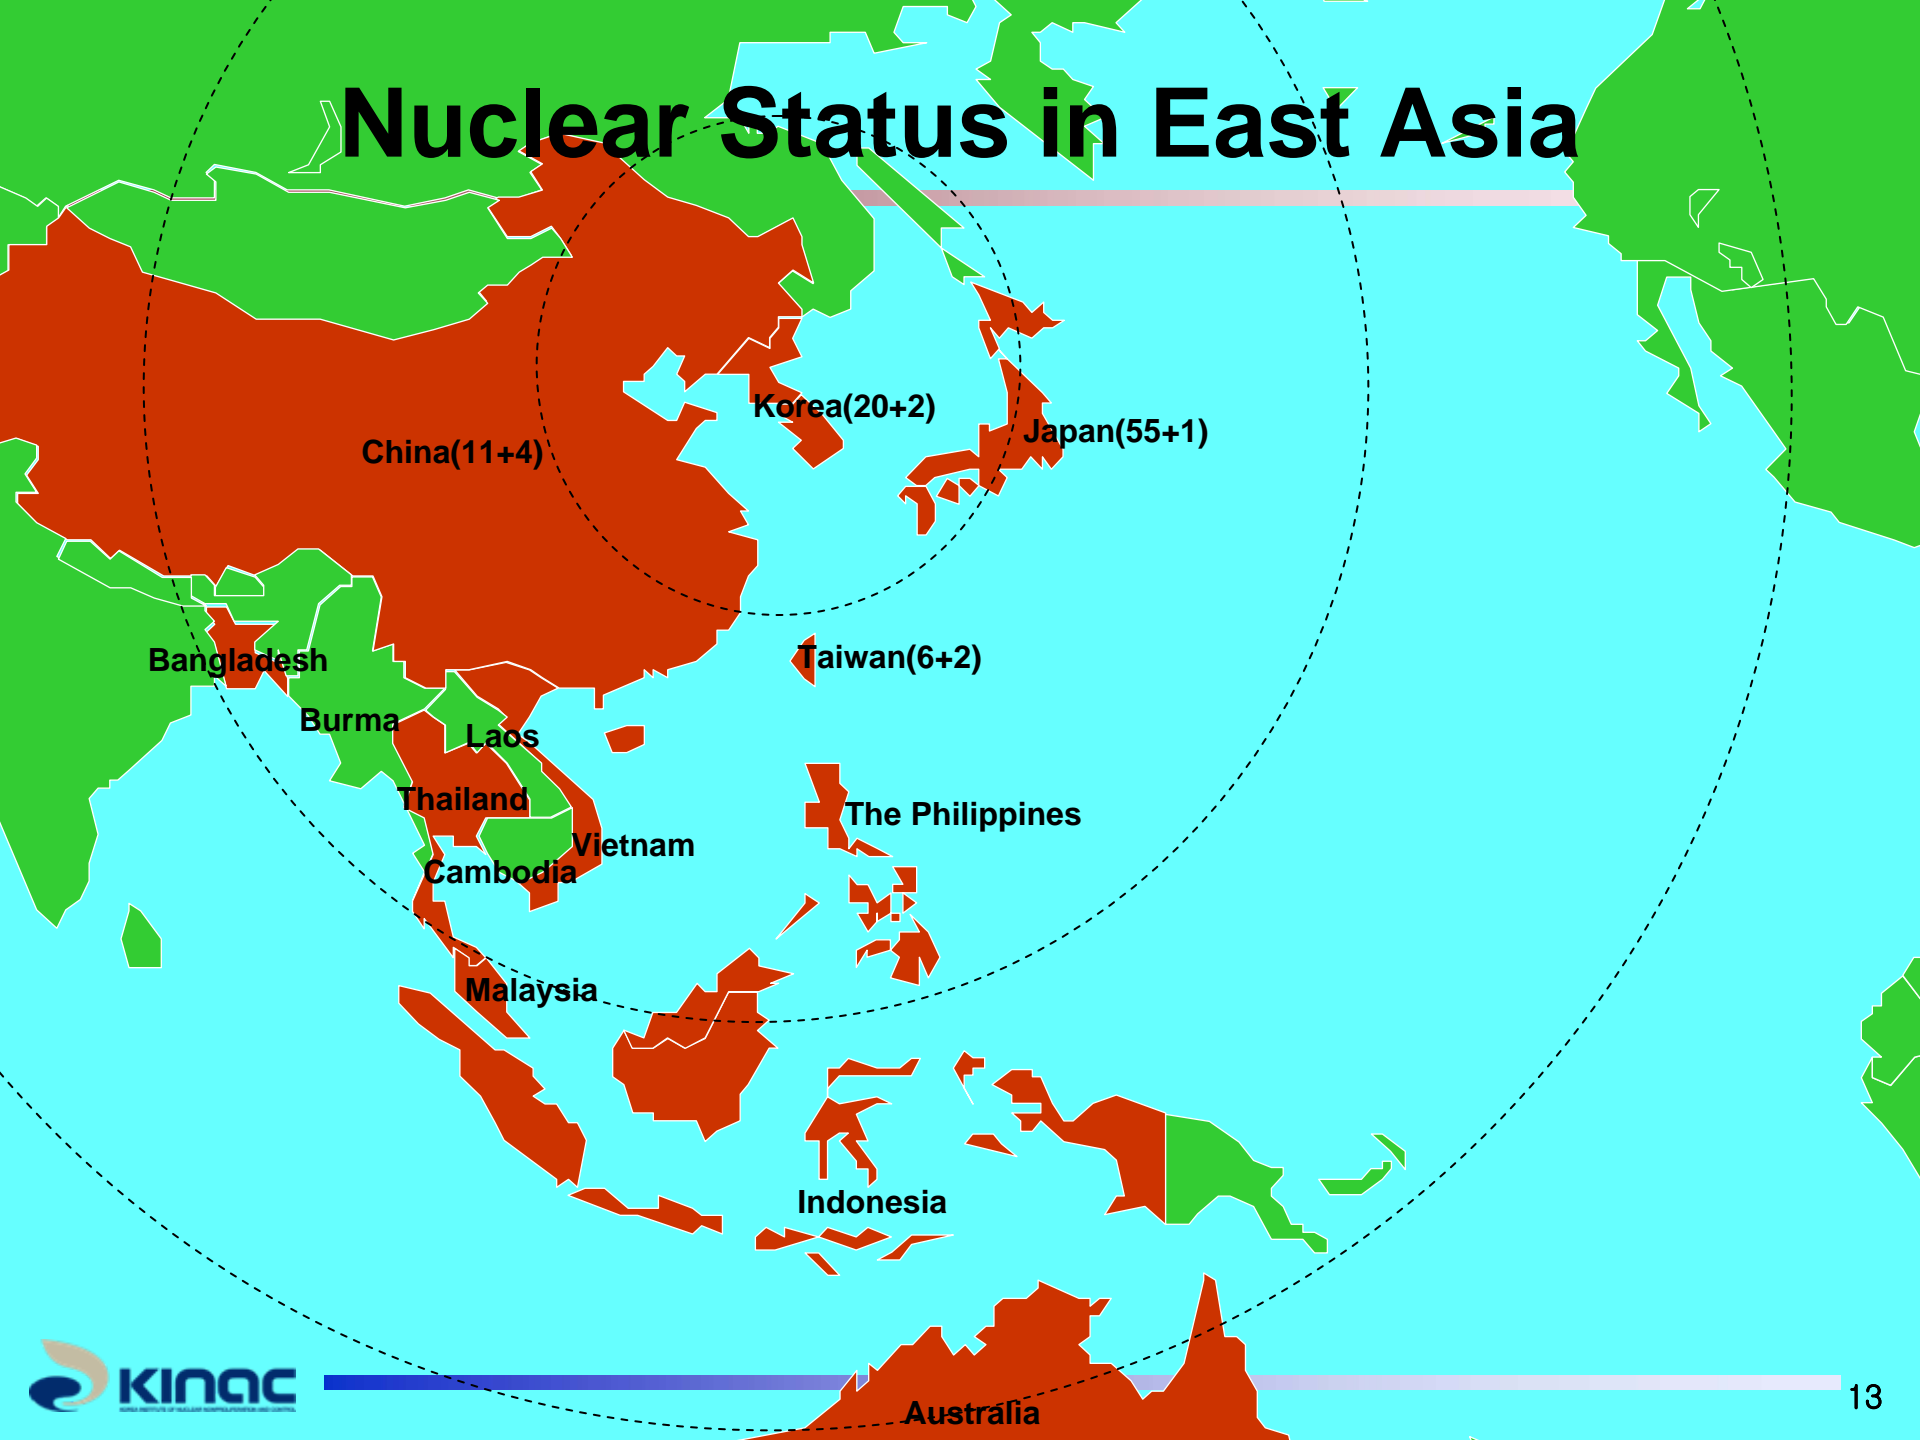 Nuclear Status in East Asia
Korea(20+2)
Japan(55+1)
China(11+4)
Taiwan(6+2)
Bangladesh
Burma
Laos
Thailand
The Philippines
Vietnam
Cambodia
Malaysia
Indonesia
KINAC
13
Australia